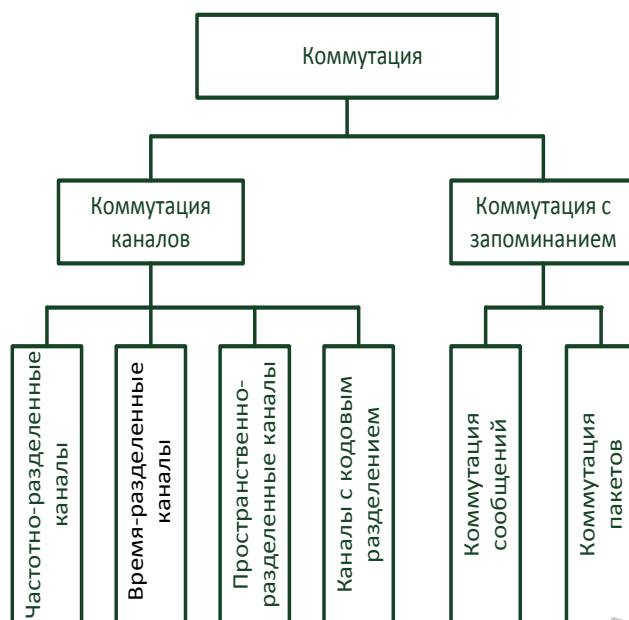 Коммутация
Коммутация
каналов
Коммутация с
запоминанием
Частотно-разделенные
каналы
Время-разделенные
каналы
Пространственно-
разделенные каналы
Каналы с кодовым
разделением
Коммутация
сообщений
Коммутация
пакетов